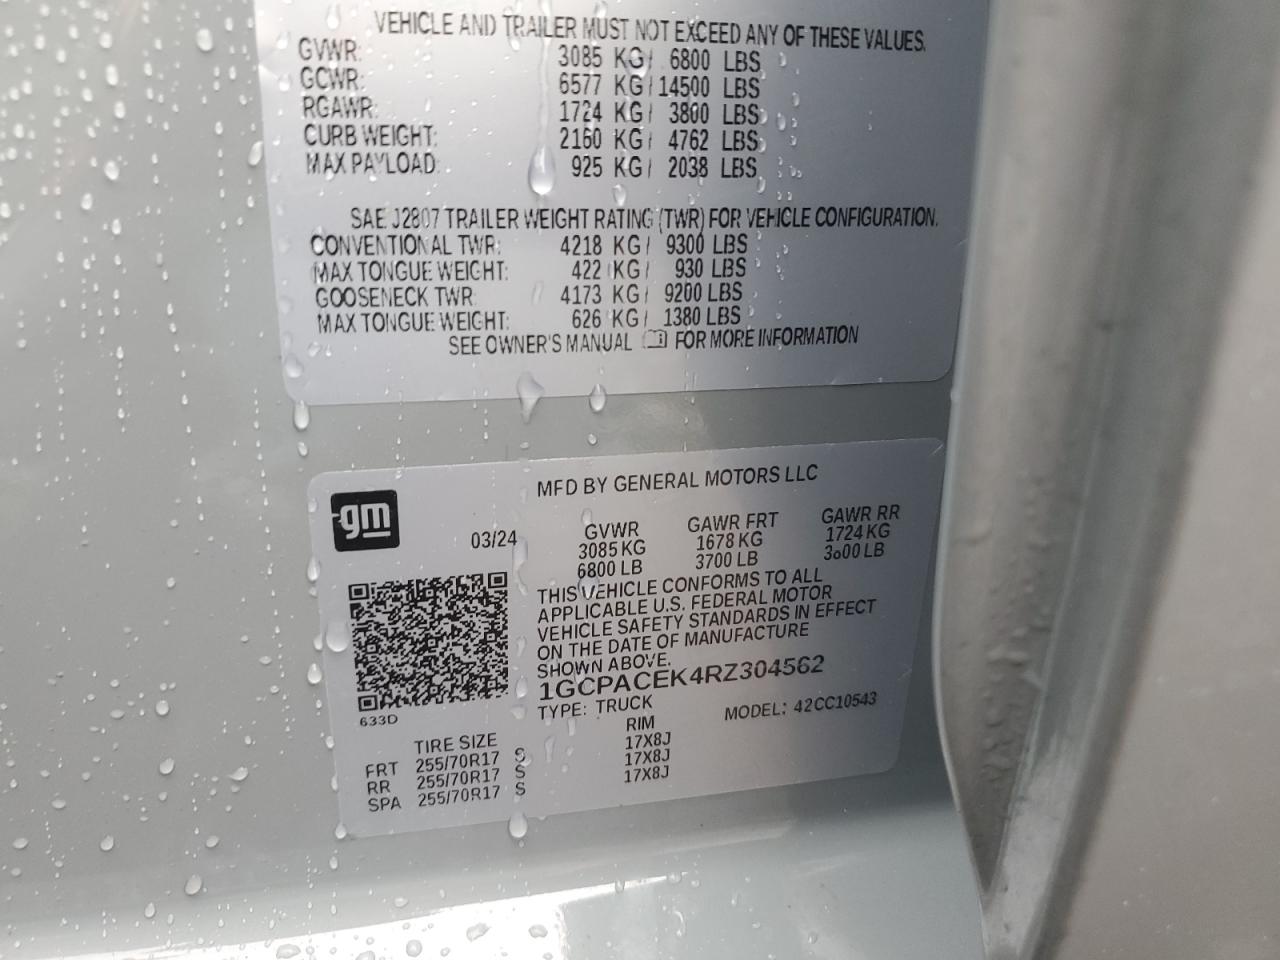 VEHICLE AND TRAILER MUST NOT EXCEED ANY OF THESE VALUES.
GVWR: 3085 KG/ 6800 LBS
GCWR: 6577 KG/ 14500 LBS
RGAWR: 1724 KG/ 3800 LBS
CURB WEIGHT: 2160 KG/ 4762 LBS
MAX PAYLOAD: 925 KG/ 2038 LBS
SAE J2807 TRAILER WEIGHT RATING (TWR) FOR VEHICLE CONFIGURATION.
CONVENTIONAL TWR: 4218 KG/ 9300 LBS
MAX TONGUE WEIGHT: 422 KG/ 930 LBS
GOOSENECK TWR: 4173 KG/ 9200 LBS
MAX TONGUE WEIGHT: 626 KG/ 1380 LBS
SEE OWNER'S MANUAL FOR MORE INFORMATION
gm
MFD BY GENERAL MOTORS LLC
03/24
GVWR GAWR FRT GAWR RR
3085 KG 1678 KG 1724 KG
6800 LB 3700 LB 3800 LB
THIS VEHICLE CONFORMS TO ALL
APPLICABLE U.S. FEDERAL MOTOR
VEHICLE SAFETY STANDARDS IN EFFECT
ON THE DATE OF MANUFACTURE
SHOWN ABOVE.
1GCPACEK4RZ304562
TYPE: TRUCK MODEL: 42CC10543
633D
TIRE SIZE RIM
FRT 255/70R17 S 17X8J
RR 255/70R17 S 17X8J
SPA 255/70R17 S 17X8J